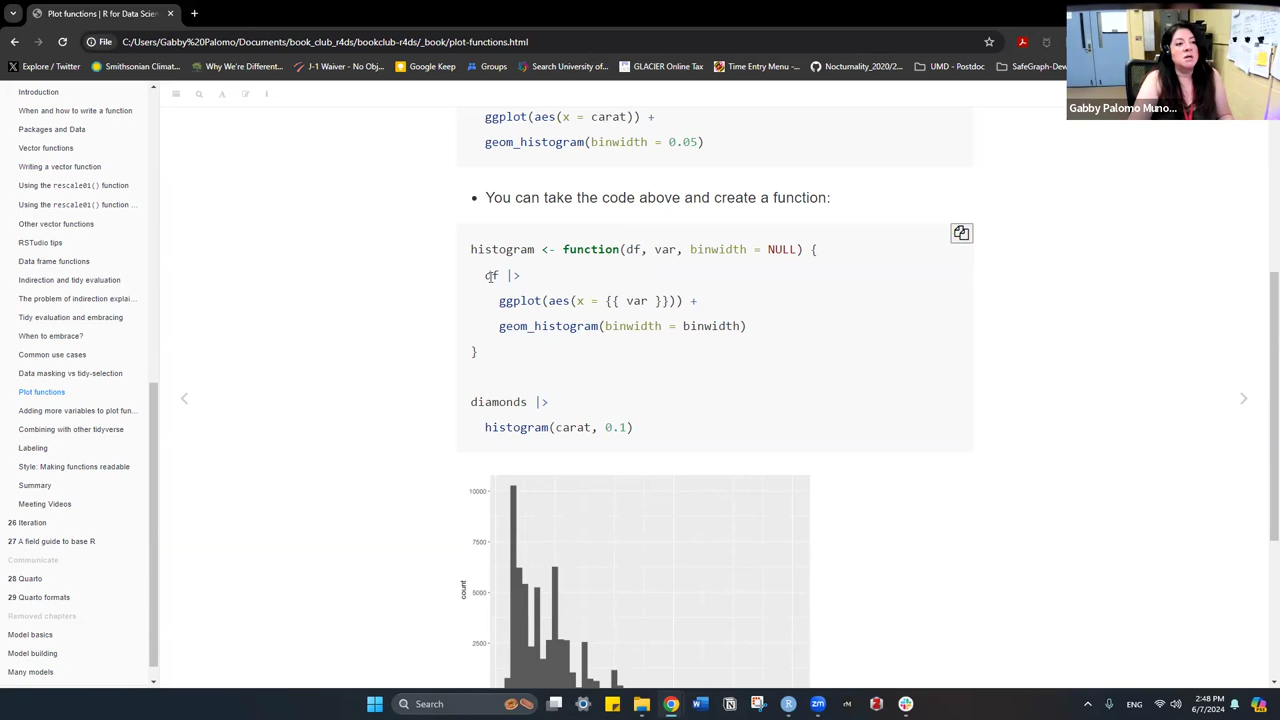 Plot functions | R for Data Scien
File
C:/Users/Gabby%20Palomo/Documents/book_club_r4ds/bookclub-r4ds/_book/plot-functions.html
Explore / Twitter
Smithsonian Climat...
Why We're Different...
J-1 Waiver - No Obj...
Google Keep
University of Florid...
SPRINTER Online Tax
Nocturnality_2020/2...
UMD - Postdoc
SafeGraph-Dewey...
Gabby Palomo Muno...
Introduction
When and how to write a function
Packages and Data
Vector functions
Writing a vector function
Using the rescale01() function
Using the rescale01() function ...
Other vector functions
RSTudio tips
Data frame functions
Indirection and tidy evaluation
The problem of indirection explai...
Tidy evaluation and embracing
When to embrace?
Common use cases
Data masking vs tidy-selection
Plot functions
Adding more variables to plot fun...
Combining with other tidyverse
Labeling
Style: Making functions readable
Summary
Meeting Videos
26 Iteration
27 A field guide to base R
Communicate
28 Quarto
29 Quarto formats
Removed chapters
Model basics
Model building
Many models
ggplot(aes(x = carat)) +
geom_histogram(binwidth = 0.05)
• You can take the code above and create a function:
histogram <- function(df, var, binwidth = NULL) {
df |>
ggplot(aes(x = {{ var }})) +
geom_histogram(binwidth = binwidth)
}
diamonds |>
histogram(carat, 0.1)
10000
7500
5000
2500
count
Search
ENG
2:48 PM
6/7/2024